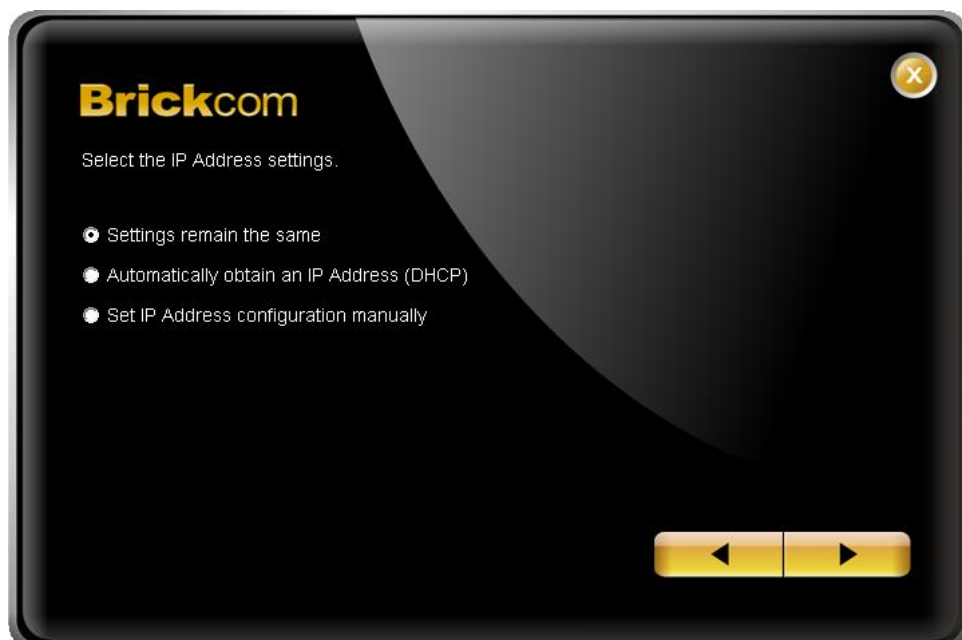 Brickcom
Select the IP Address settings.
Settings remain the same
Automatically obtain an IP Address (DHCP)
Set IP Address configuration manually